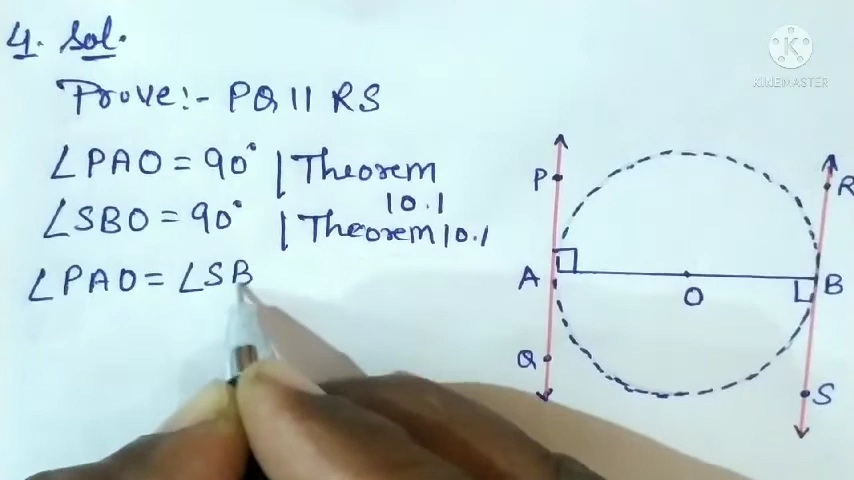 4. Sol.
Prove:- PQ || RS
∠PAO = 90° | Theorem 10.1
∠SBO = 90° | Theorem 10.1
∠PAO = ∠SB
K
KINEMASTER
P
R
A
O
B
Q
S